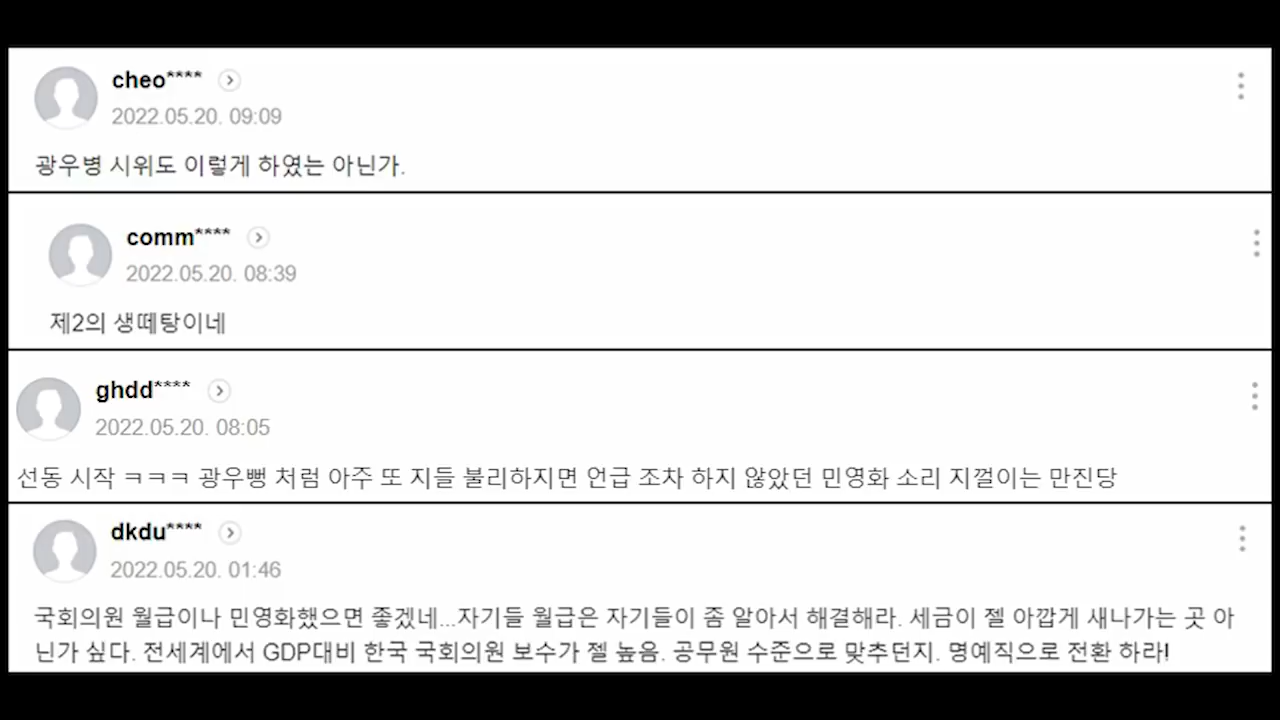 cheo****
2022.05.20. 09:09
광우병 시위도 이렇게 하였는 아닌가.
comm****
2022.05.20. 08:39
제2의 생떼탕이네
ghdd****
2022.05.20. 08:05
선동 시작 ㅋㅋㅋ 광우뻥 처럼 아주 또 지들 불리하지면 언급 조차 하지 않았던 민영화 소리 지껄이는 만진당
dkdu****
2022.05.20. 01:46
국회의원 월급이나 민영화했으면 좋겠네...자기들 월급은 자기들이 좀 알아서 해결해라. 세금이 젤 아깝게 새나가는 곳 아
닌가 싶다. 전세계에서 GDP대비 한국 국회의원 보수가 젤 높음. 공무원 수준으로 맞추던지. 명예직으로 전환 하라!